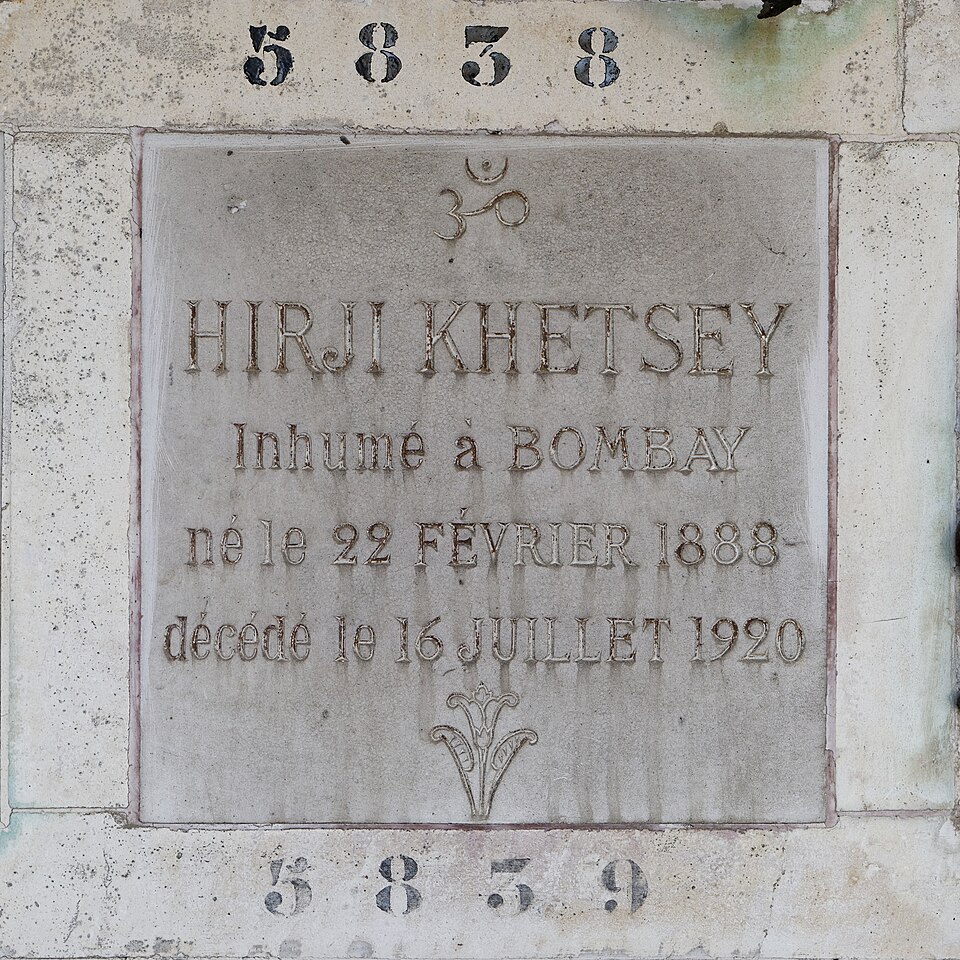 5838
ॐ
HIRJI KHETSEY
Inhumé à BOMBAY
né le 22 FÉVRIER 1888
décédé le 16 JUILLET 1920
5839